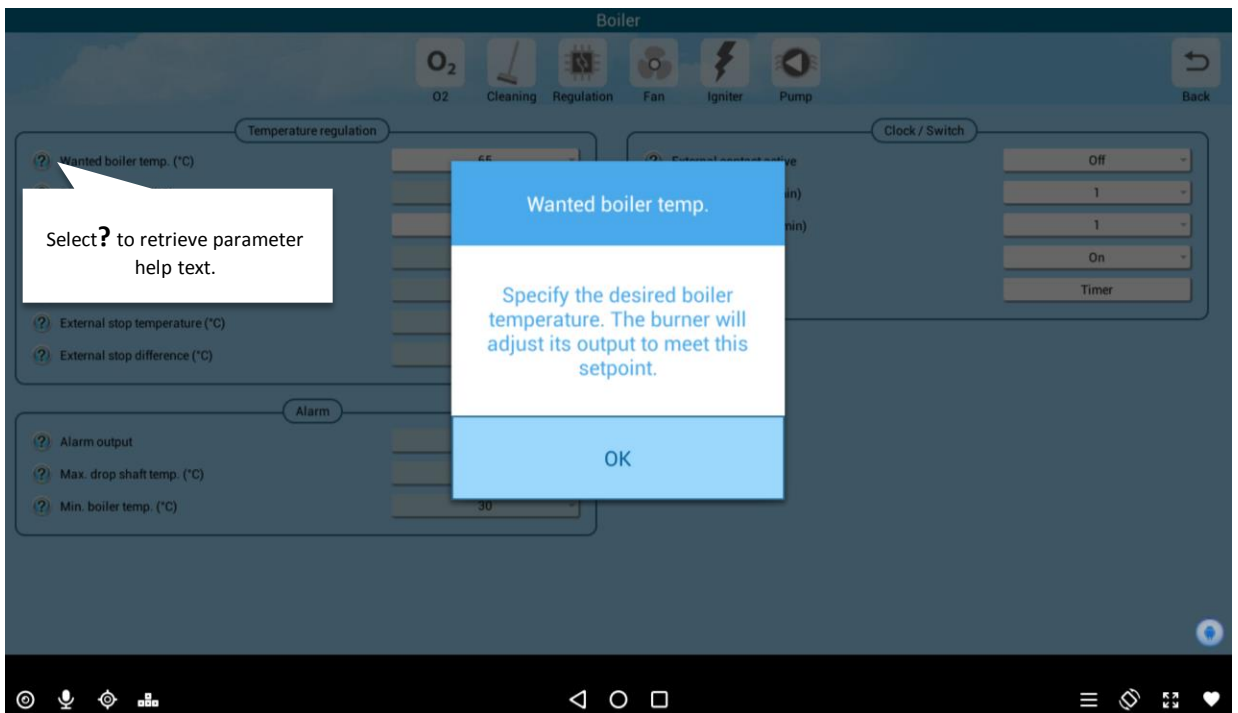 Boiler
O2
O2
Cleaning
Regulation
Fan
Igniter
Pump
Back
Temperature regulation
Wanted boiler temp. (°C)
65
Select ? to retrieve parameter
help text.
External stop temperature (°C)
External stop difference (°C)
Alarm
Alarm output
Max. drop shaft temp. (°C)
Min. boiler temp. (°C)
30
Clock / Switch
External contact active
Off
1
1
On
Timer
Wanted boiler temp.
Specify the desired boiler
temperature. The burner will
adjust its output to meet this
setpoint.
OK